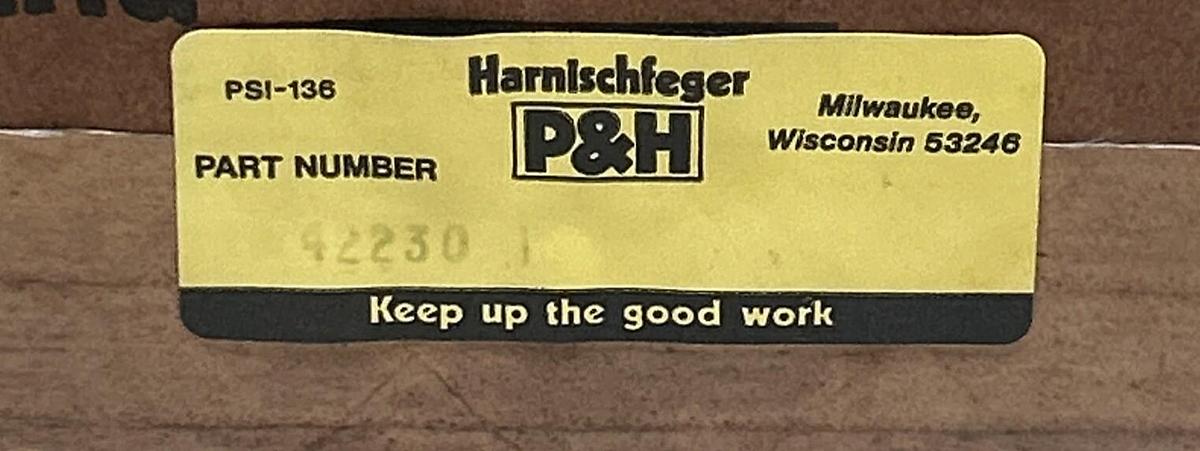 PSI-136
Harnischfeger
P&H
Milwaukee,
Wisconsin 53246
PART NUMBER
42230
Keep up the good work